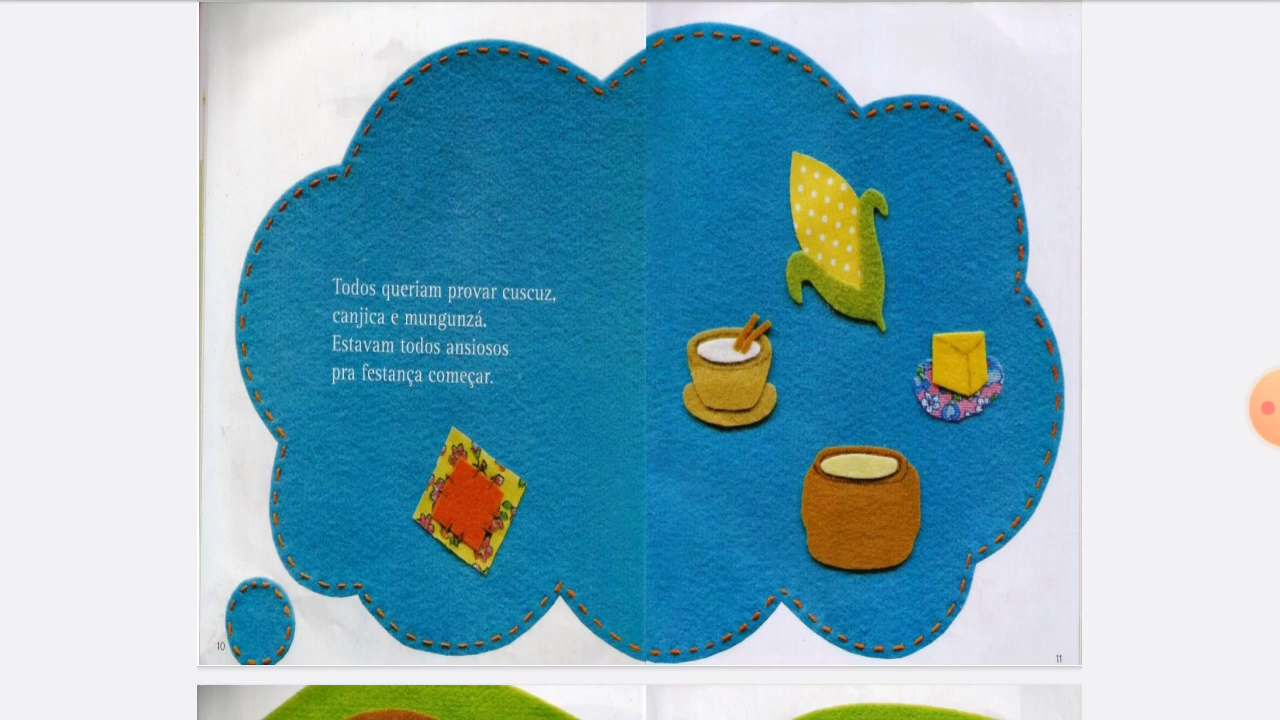 Todos queriam provar cuscuz,
canjica e mungunzá.
Estavam todos ansiosos
pra festança começar.
10
11